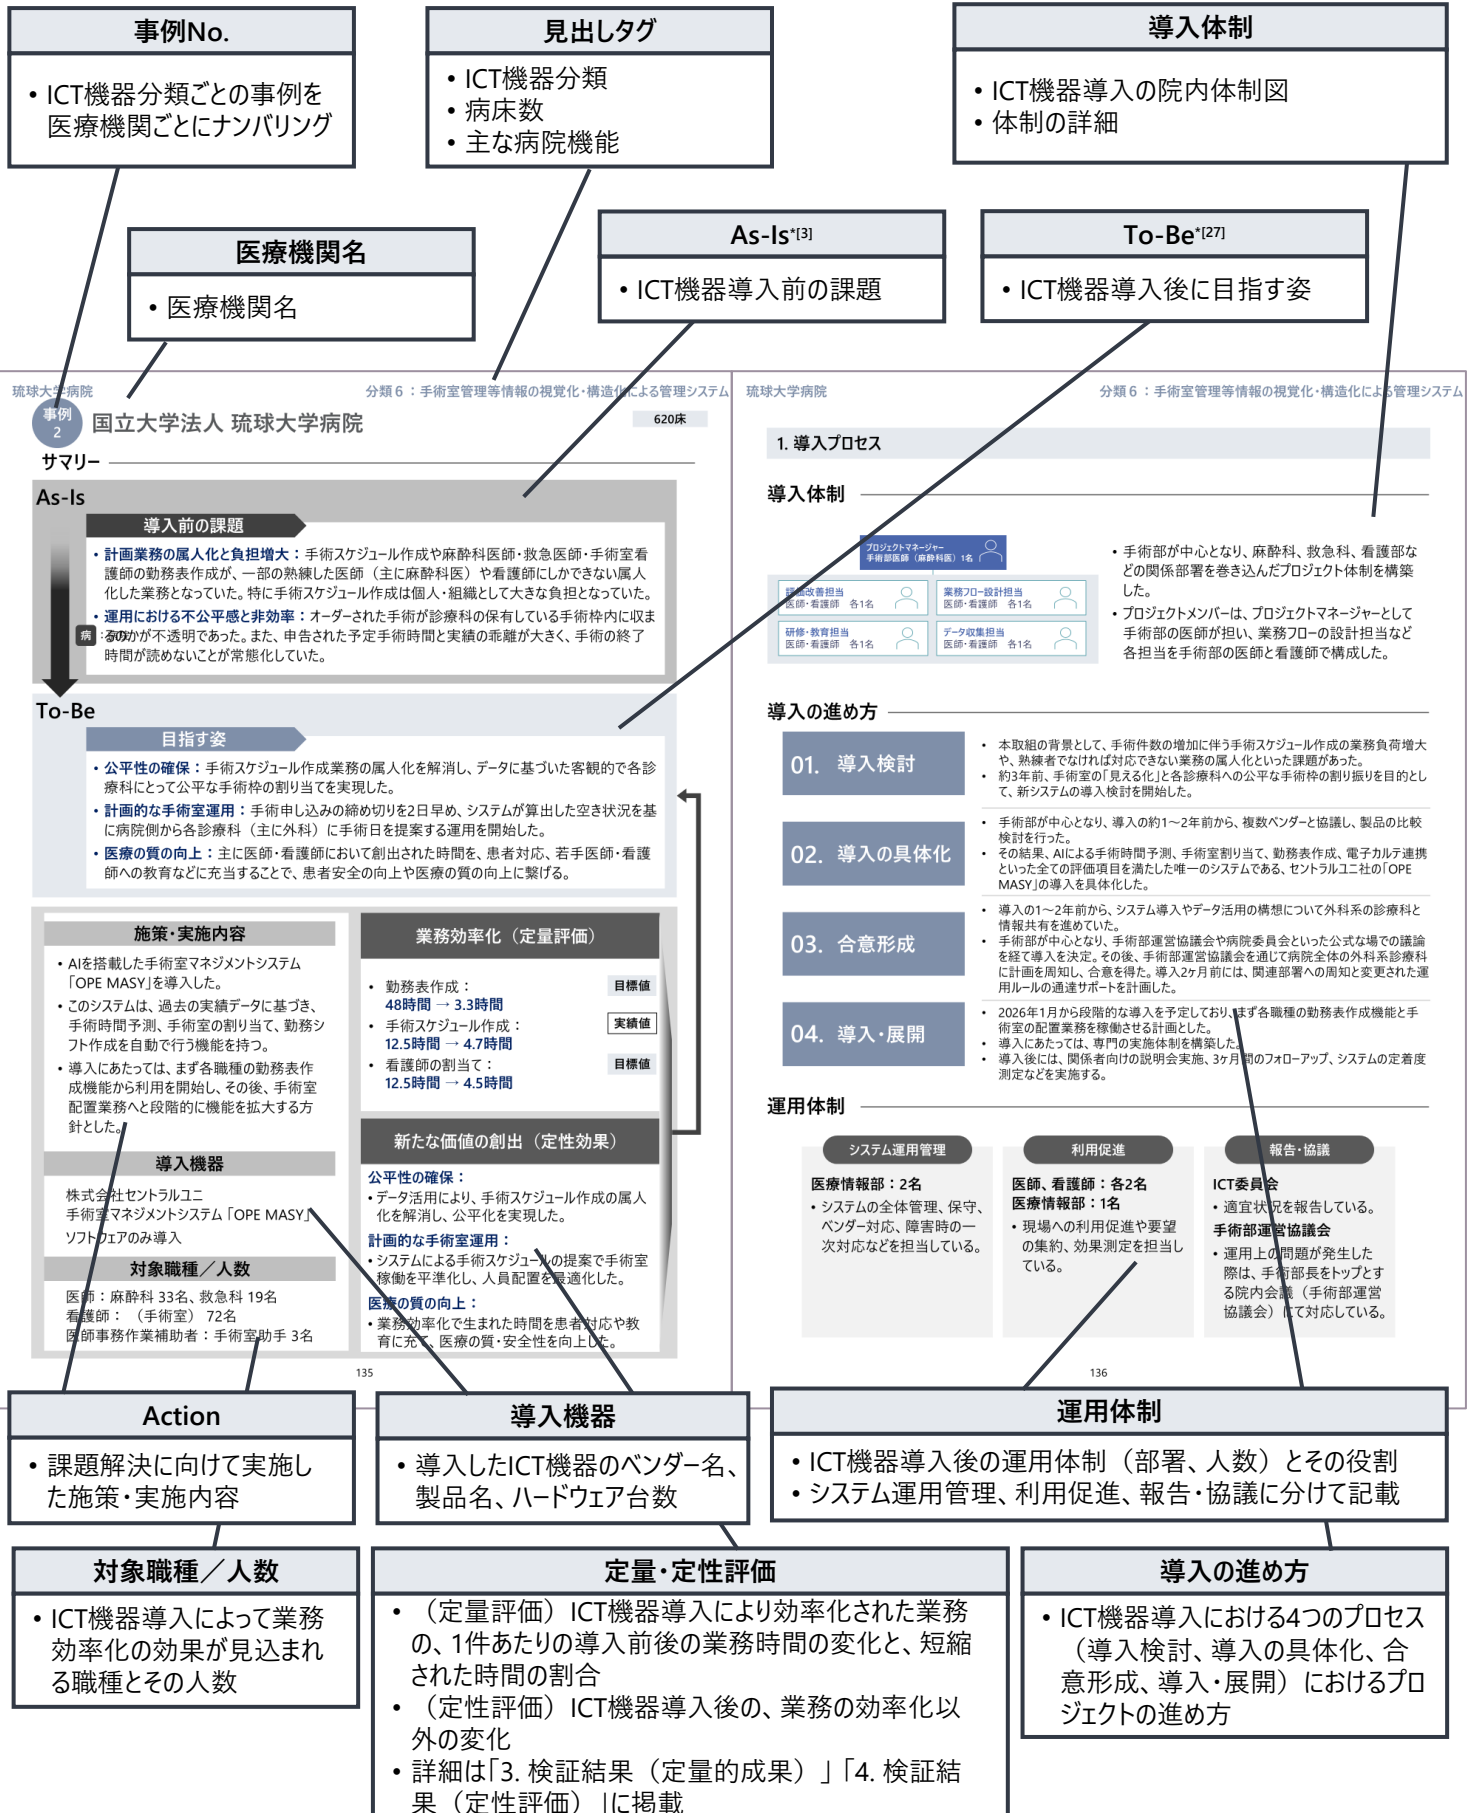 事例No.
• ICT機器分類ごとの事例を
医療機関ごとにナンバリング
見出しタグ
• ICT機器分類
• 病床数
• 主な病院機能
導入体制
• ICT機器導入の院内体制図
• 体制の詳細
医療機関名
• 医療機関名
As-Is*[3]
• ICT機器導入前の課題
To-Be*[27]
• ICT機器導入後に目指す姿
琉球大学病院
分類6：手術室管理等情報の視覚化・構造化による管理システム
事例
2
国立大学法人 琉球大学病院
620床
サマリー
As-Is
導入前の課題
• 計画業務の属人化と負担増大：手術スケジュール作成や麻酔科医師・救急医師・手術室看
護師の勤務表作成が、一部の熟練した医師（主に麻酔科医）や看護師にしかできない属人
化した業務となっていた。特に手術スケジュール作成は個人・組織として大きな負担となっていた。
• 運用における不公平感と非効率：オーダーされた手術が診療科の保有している手術枠内に収ま
るのかが不透明であった。また、申告された予定手術時間と実績の乖離が大きく、手術の終了
時間が読めないことが常態化していた。
病
To-Be
目指す姿
• 公平性の確保：手術スケジュール作成業務の属人化を解消し、データに基づいた客観的で各診
療科にとって公平な手術枠の割り当てを実現した。
• 計画的な手術室運用：手術申し込みの締め切りを2日早め、システムが算出した空き状況を基
に病院側から各診療科（主に外科）に手術日を提案する運用を開始した。
• 医療の質の向上：主に医師・看護師において創出された時間を、患者対応、若手医師・看護
師への教育などに充当することで、患者安全の向上や医療の質の向上に繋げる。
施策・実施内容
• AIを搭載した手術室マネジメントシステム
「OPE MASY」を導入した。
• このシステムは、過去の実績データに基づき、
手術時間予測、手術室の割り当て、勤務シ
フト作成を自動で行う機能を持つ。
• 導入にあたっては、まず各職種の勤務表作
成機能から利用を開始し、その後、手術室
配置業務へと段階的に機能を拡大する方
針とした。
導入機器
株式会社セントラルユニ
手術室マネジメントシステム「OPE MASY」
ソフトウェアのみ導入
対象職種／人数
医師：麻酔科 33名、救急科 19名
看護師：（手術室） 72名
医師事務作業補助者：手術室助手 3名
業務効率化（定量評価）
• 勤務表作成：
48時間 → 3.3時間
目標値
• 手術スケジュール作成：
12.5時間 → 4.7時間
実績値
• 看護師の割当て：
12.5時間 → 4.5時間
目標値
新たな価値の創出（定性効果）
公平性の確保：
• データ活用により、手術スケジュール作成の属人
化を解消し、公平化を実現した。
計画的な手術室運用：
• システムによる手術スケジュールの提案で手術室
稼働を平準化し、人員配置を最適化した。
医療の質の向上：
• 業務効率化で生まれた時間を患者対応や教
育に充て、医療の質・安全性を向上した。
135
琉球大学病院
分類6：手術室管理等情報の視覚化・構造化による管理システム
1. 導入プロセス
導入体制
プロジェクトマネージャー
手術部医師（麻酔科医）1名
評価改善担当
医師・看護師 各1名
業務フロー設計担当
医師・看護師 各1名
研修・教育担当
医師・看護師 各1名
データ収集担当
医師・看護師 各1名
• 手術部が中心となり、麻酔科、救急科、看護部な
どの関係部署を巻き込んだプロジェクト体制を構築
した。
• プロジェクトメンバーは、プロジェクトマネージャーとして
手術部の医師が担い、業務フローの設計担当など
各担当を手術部の医師と看護師で構成した。
導入の進め方
01. 導入検討
• 本取組の背景として、手術件数の増加に伴う手術スケジュール作成の業務負荷増大
や、熟練者でなければ対応できない業務の属人化といった課題があった。
• 約3年前、手術室の「見える化」と各診療科への公平な手術枠の割り振りを目的とし
て、新システムの導入検討を開始した。
02. 導入の具体化
• 手術部が中心となり、導入の約1～2年前から、複数ベンダーと協議し、製品の比較
検討を行った。
• その結果、AIによる手術時間予測、手術室割り当て、勤務表作成、電子カルテ連携
といった全ての評価項目を満たした唯一のシステムである、セントラルユニ社の「OPE
MASY」の導入を具体化した。
03. 合意形成
• 導入の1～2年前から、システム導入やデータ活用の構想について外科系の診療科と
情報共有を進めていた。
• 手術部が中心となり、手術部運営協議会や病院委員会といった公式な場での議論
を経て導入を決定。その後、手術部運営協議会を通じて病院全体の外科系診療科
に計画を周知し、合意を得た。導入2ヶ月前には、関連部署への周知と変更された運
用ルールの通達サポートを計画した。
04. 導入・展開
• 2026年1月から段階的な導入を予定しており、まず各職種の勤務表作成機能と手
術室の配置業務を稼働させる計画とした。
• 導入にあたっては、専門の実施体制を構築した。
• 導入後には、関係者向けの説明会実施、3ヶ月間のフォローアップ、システムの定着度
測定などを実施する。
運用体制
システム運用管理
医療情報部：2名
• システムの全体管理、保守、
ベンダー対応、障害時の一
次対応などを担当している。
利用促進
医師、看護師：各2名
医療情報部：1名
• 現場への利用促進や要望
の集約、効果測定を担当し
ている。
報告・協議
ICT委員会
• 適宜状況を報告している。
手術部運営協議会
• 運用上の問題が発生した
際は、手術部長をトップとす
る院内会議（手術部運営
協議会）にて対応している。
136
Action
• 課題解決に向けて実施し
た施策・実施内容
導入機器
• 導入したICT機器のベンダー名、
製品名、ハードウェア台数
運用体制
• ICT機器導入後の運用体制（部署、人数）とその役割
• システム運用管理、利用促進、報告・協議に分けて記載
対象職種／人数
• ICT機器導入によって業務
効率化の効果が見込まれ
る職種とその人数
定量・定性評価
• （定量評価）ICT機器導入により効率化された業務
の、1件あたりの導入前後の業務時間の変化と、短縮
された時間の割合
• （定性評価）ICT機器導入後の、業務の効率化以
外の変化
• 詳細は「3. 検証結果（定量的成果）」「4. 検証結
果（定性評価）」に掲載
導入の進め方
• ICT機器導入における4つのプロセス
（導入検討、導入の具体化、合
意形成、導入・展開）におけるプロ
ジェクトの進め方